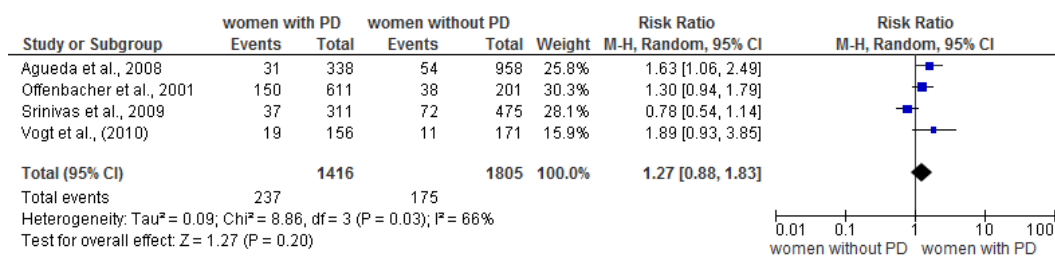 women with PD women without PD Risk Ratio Risk Ratio
Study or Subgroup Events Total Events Total Weight M-H, Random, 95% CI M-H, Random, 95% CI
Agueda et al., 2008 31 338 54 958 25.8% 1.63 [1.06, 2.49]
Offenbacher et al., 2001 150 611 38 201 30.3% 1.30 [0.94, 1.79]
Srinivas et al., 2009 37 311 72 475 28.1% 0.78 [0.54, 1.14]
Vogt et al., (2010) 19 156 11 171 15.9% 1.89 [0.93, 3.85]
Total (95% CI) 1416 1805 100.0% 1.27 [0.88, 1.83]
Total events 237 175
Heterogeneity: Tau² = 0.09; Chi² = 8.86, df = 3 (P = 0.03); I² = 66%
Test for overall effect: Z = 1.27 (P = 0.20)
0.01 0.1 1 10 100
women without PD women with PD